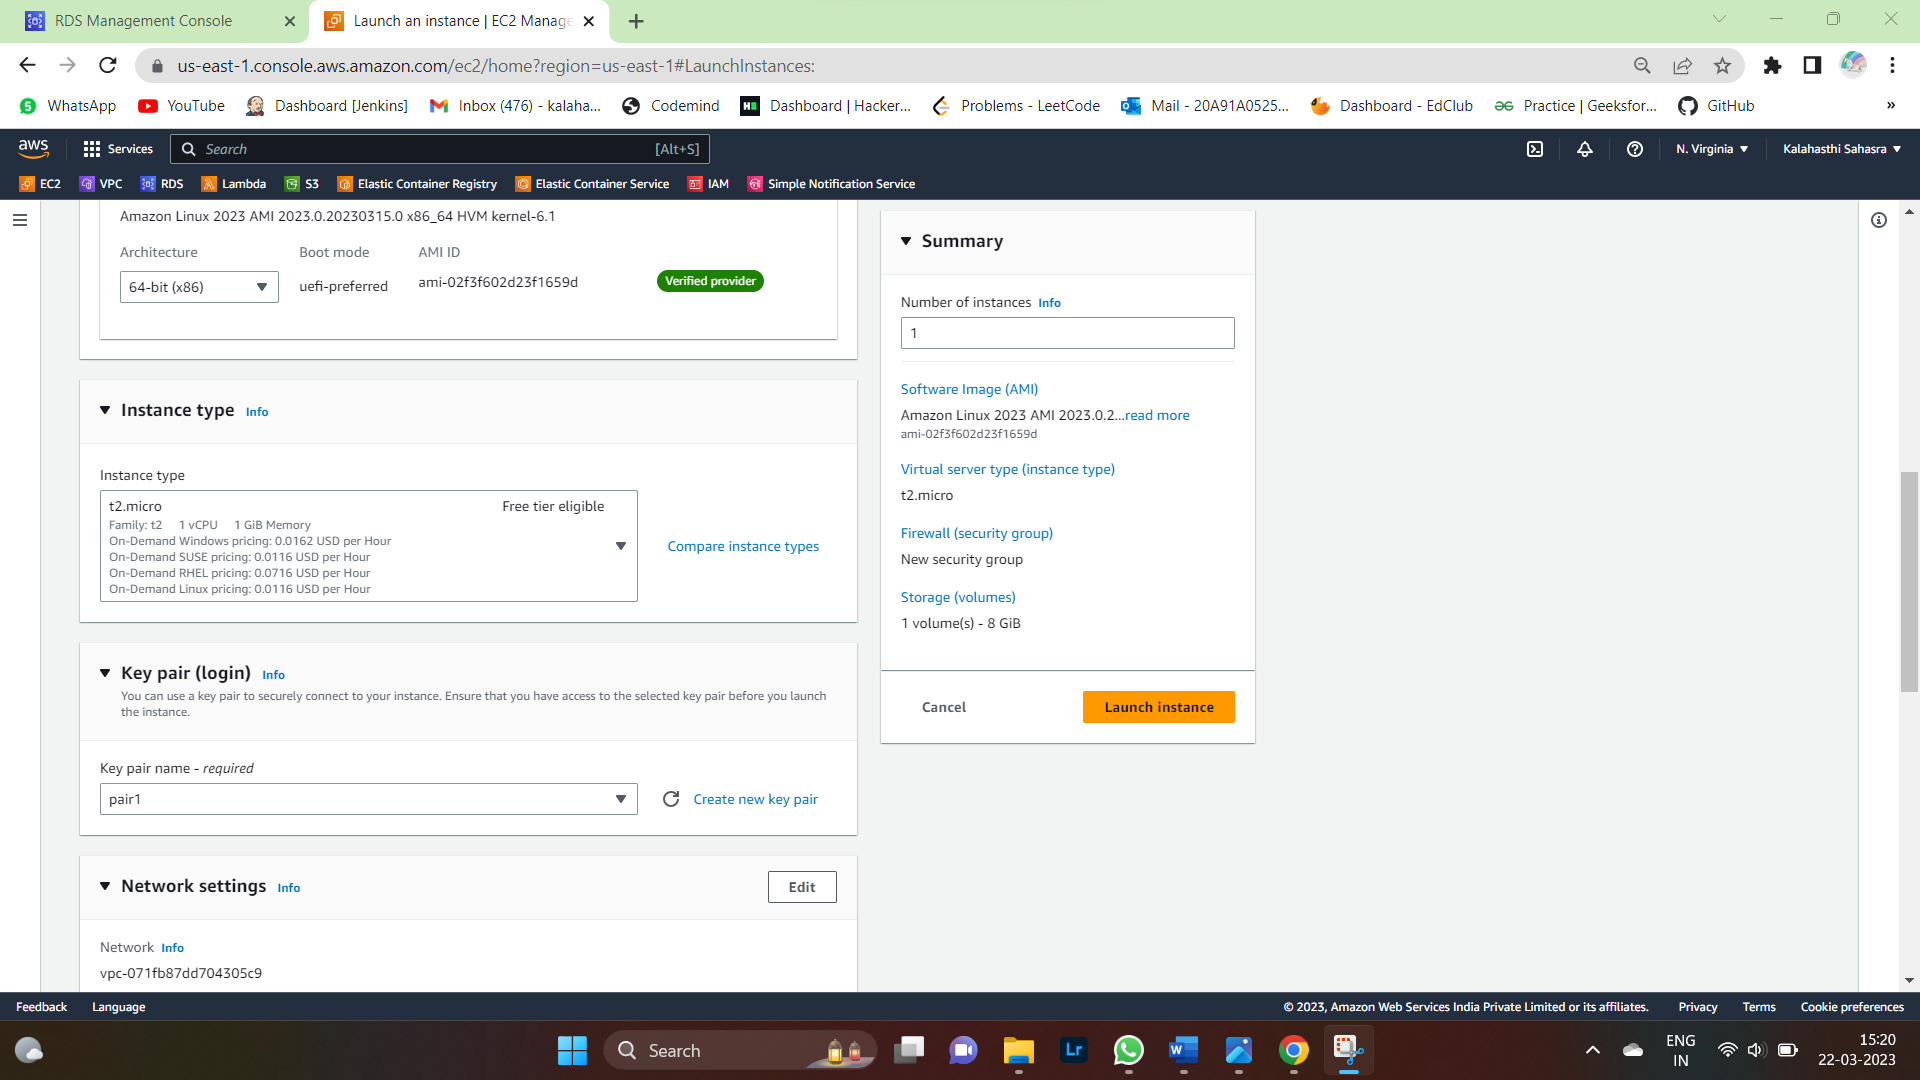 RDS Management Console
Launch an instance | EC2 Manage
us-east-1.console.aws.amazon.com/ec2/home?region=us-east-1#LaunchInstances:
WhatsApp YouTube Dashboard [Jenkins] Inbox (476) - kalaha... Codemind Dashboard | Hacker... Problems - LeetCode Mail - 20A91A0525... Dashboard - EdClub Practice | Geeksfor... GitHub »
aws Services Search [Alt+S] N. Virginia Kalahasthi Sahasra
EC2 VPC RDS Lambda S3 Elastic Container Registry Elastic Container Service IAM Simple Notification Service
Amazon Linux 2023 AMI 2023.0.20230315.0 x86_64 HVM kernel-6.1
Architecture Boot mode AMI ID
64-bit (x86) uefi-preferred ami-02f3f602d23f1659d Verified provider
Instance type Info
Instance type
t2.micro Free tier eligible
Family: t2 1 vCPU 1 GiB Memory
On-Demand Windows pricing: 0.0162 USD per Hour
On-Demand SUSE pricing: 0.0116 USD per Hour
On-Demand RHEL pricing: 0.0716 USD per Hour
On-Demand Linux pricing: 0.0116 USD per Hour
Compare instance types
Key pair (login) Info
You can use a key pair to securely connect to your instance. Ensure that you have access to the selected key pair before you launch
the instance.
Key pair name - required
pair1 Create new key pair
Network settings Info Edit
Network Info
vpc-071fb87dd704305c9
Summary
Number of instances Info
1
Software Image (AMI)
Amazon Linux 2023 AMI 2023.0.2...read more
ami-02f3f602d23f1659d
Virtual server type (instance type)
t2.micro
Firewall (security group)
New security group
Storage (volumes)
1 volume(s) - 8 GiB
Cancel Launch instance
Feedback Language © 2023, Amazon Web Services India Private Limited or its affiliates. Privacy Terms Cookie preferences
Search
Lr
W
ENG
IN
15:20
22-03-2023